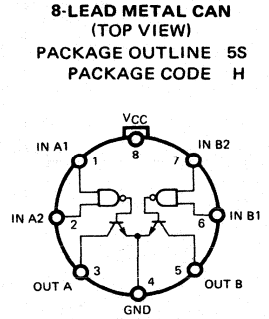 8-LEAD METAL CAN
(TOP VIEW)
PACKAGE OUTLINE 5S
PACKAGE CODE H
VCC
IN A1
IN B2
1
8
7
IN A2
2
6
IN B1
3
4
5
OUT A
OUT B
GND